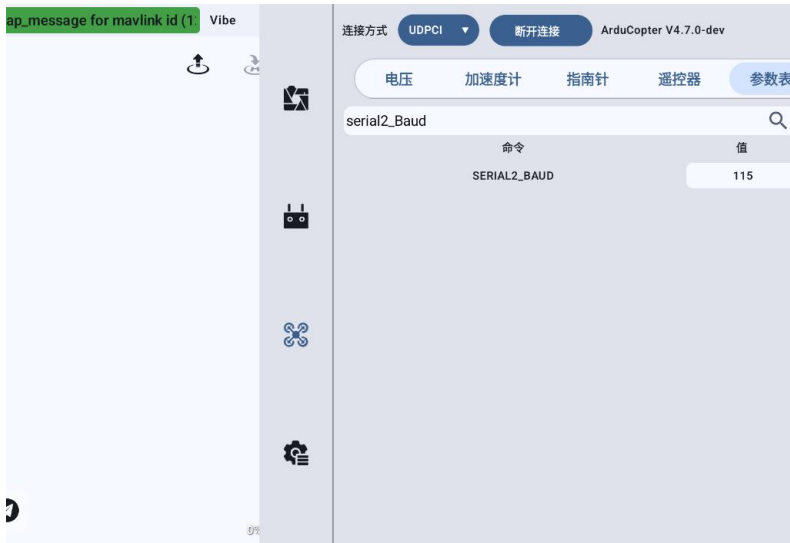 ap_message for mavlink id (1: Vibe
连接方式 UDPCI 断开连接 ArduCopter V4.7.0-dev
电压 加速度计 指南针 遥控器 参数表
serial2_Baud
命令 值
SERIAL2_BAUD 115